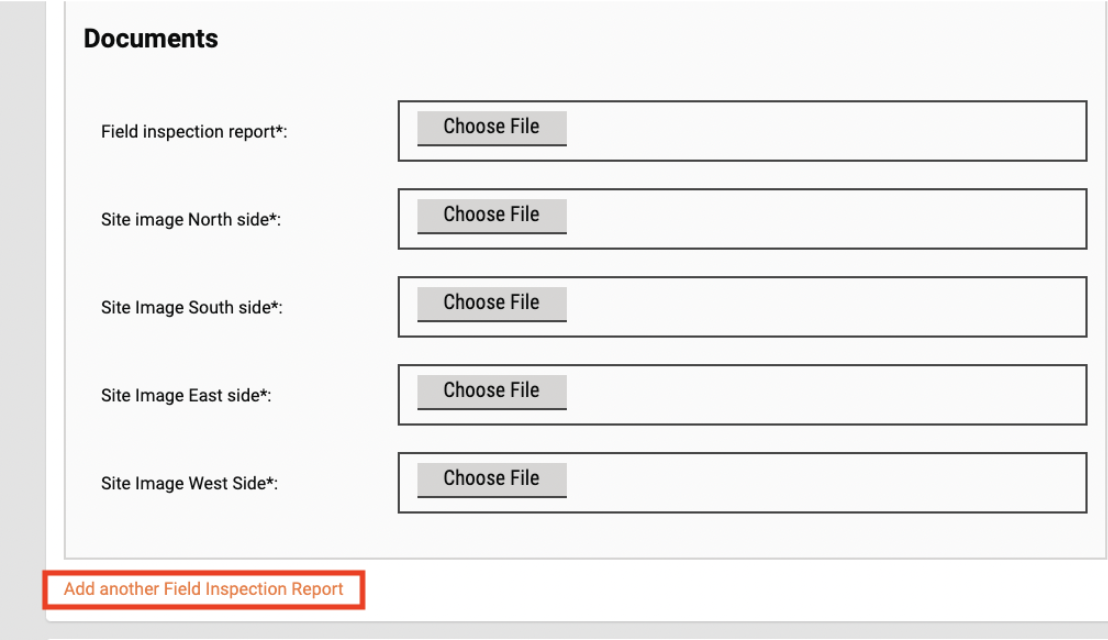 Documents
Field inspection report*:
Choose File
Site image North side*:
Choose File
Site Image South side*:
Choose File
Site Image East side*:
Choose File
Site Image West Side*:
Choose File
Add another Field Inspection Report